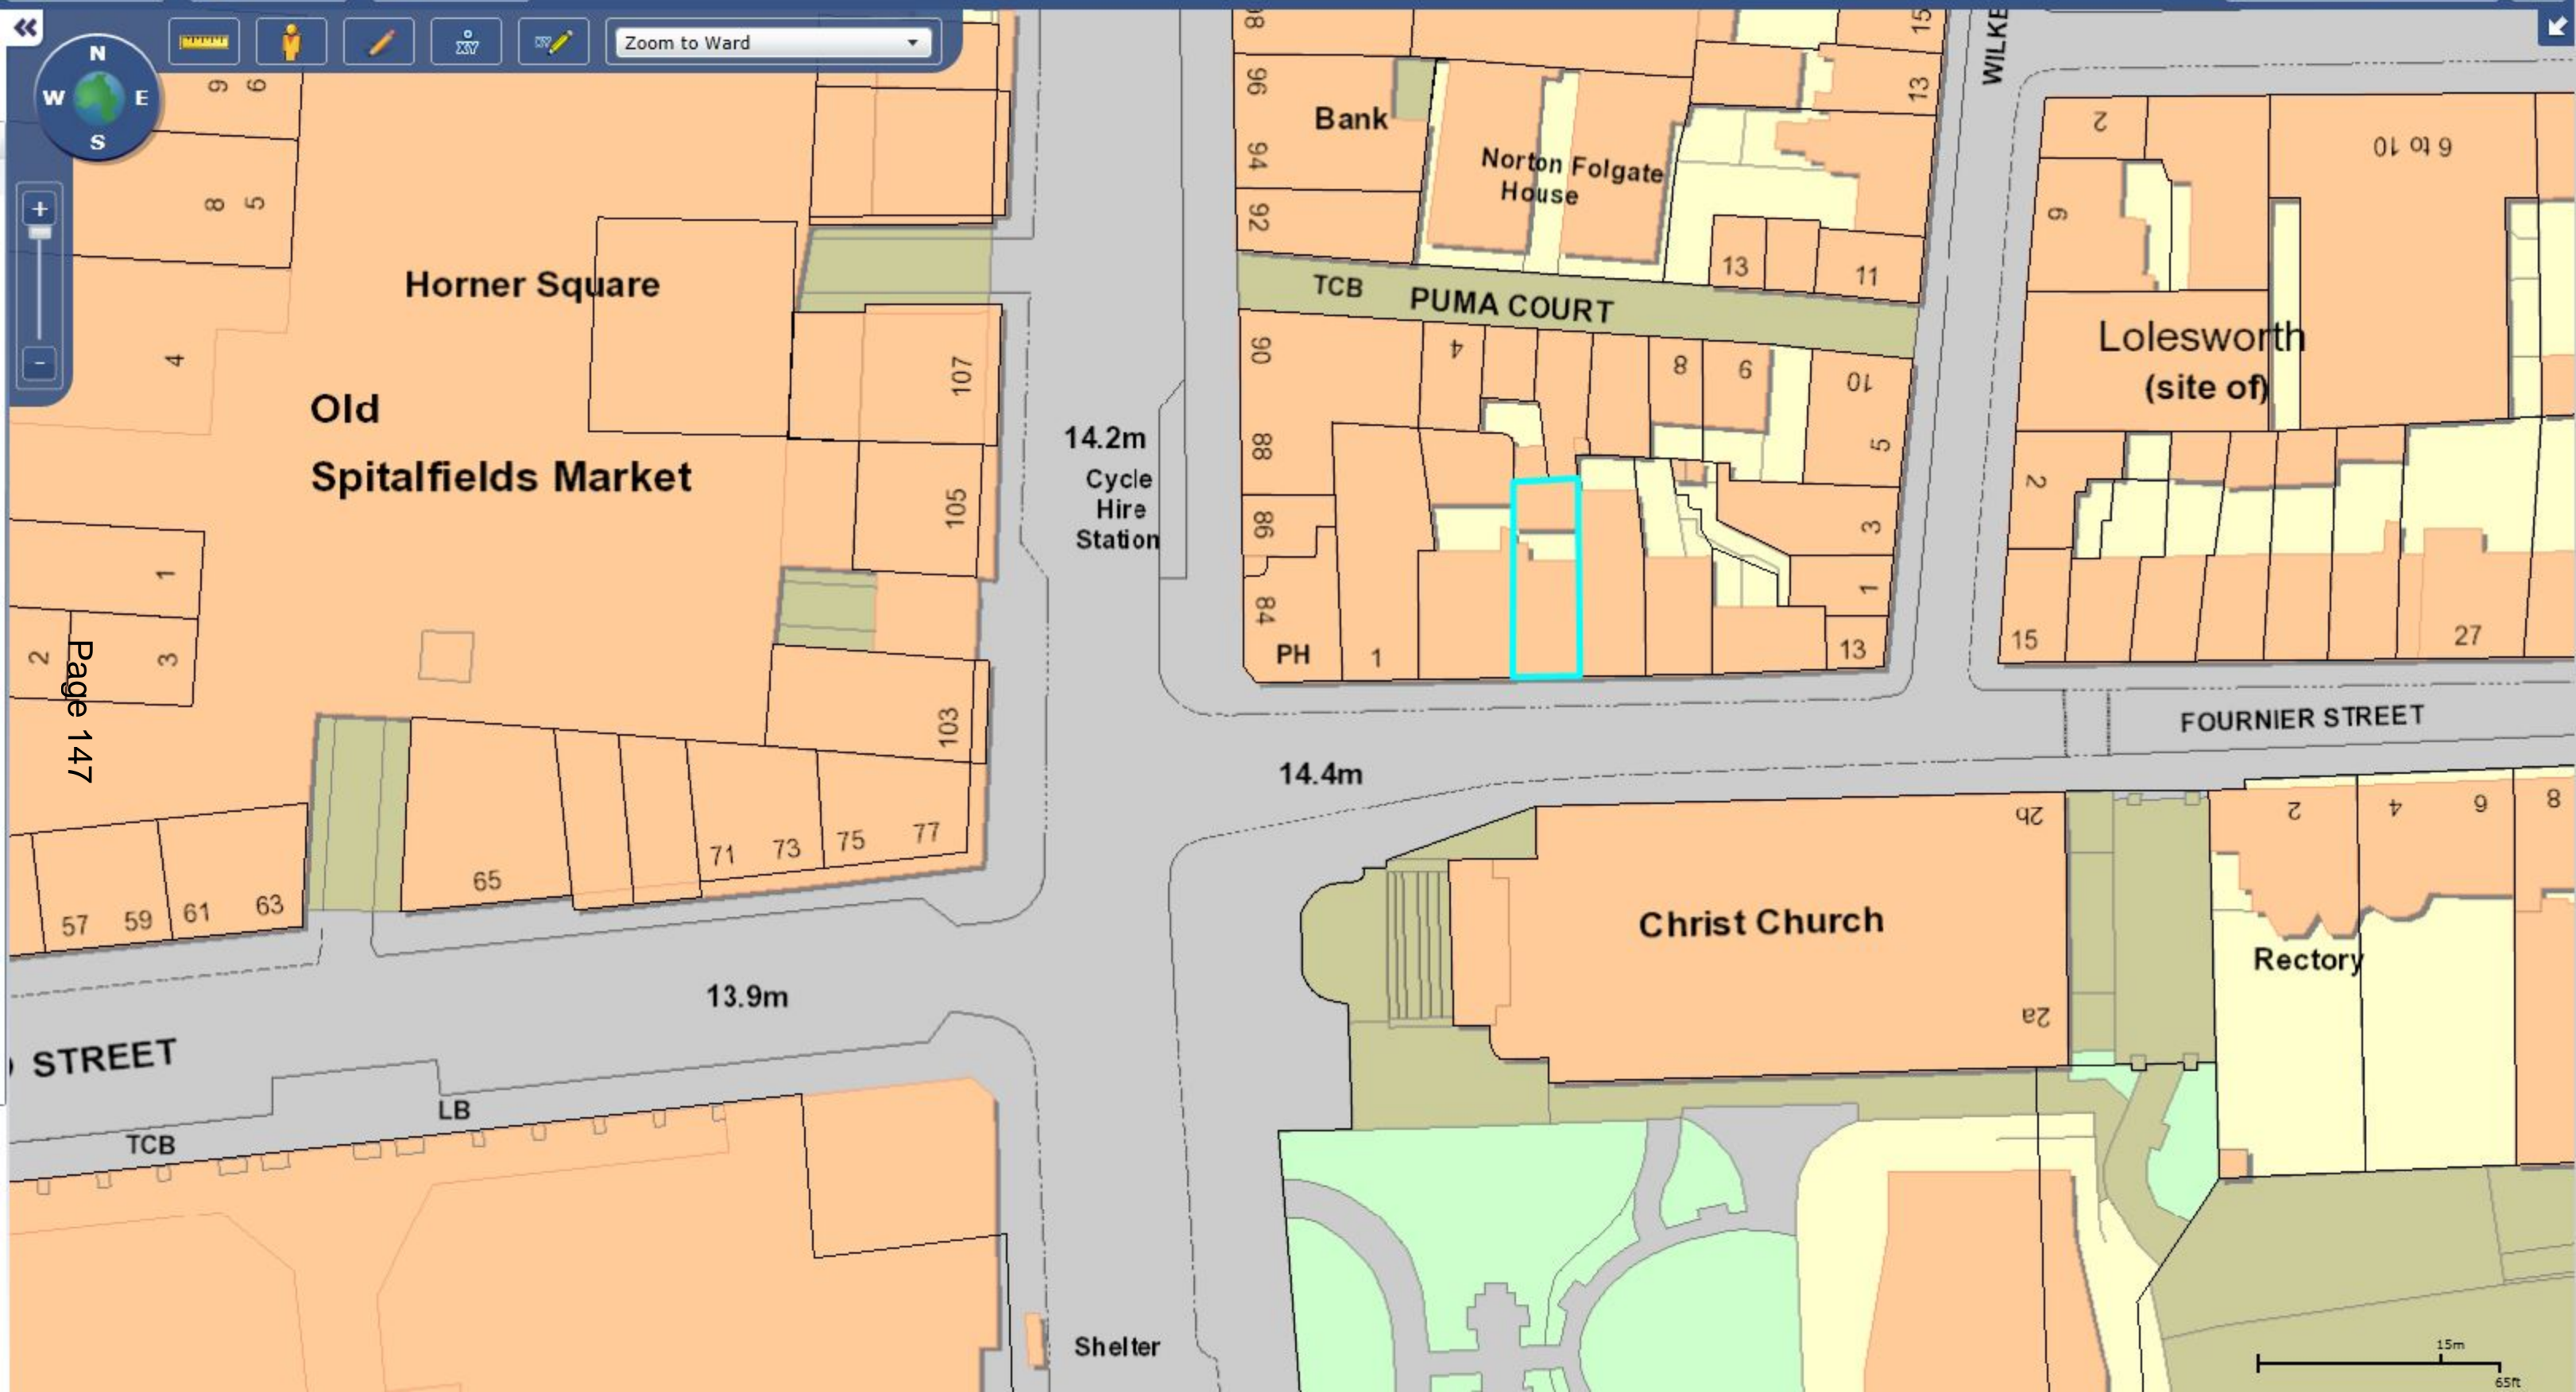 Zoom to Ward
N
W E
S
XY
XY
+
-
9 6
8 5
4
1
2 3
Page 147
Horner Square
Old
Spitalfields Market
107
105
103
57 59 61 63
65
71 73 75 77
13.9m
STREET
TCB
LB
14.2m
Cycle
Hire
Station
14.4m
Shelter
98
96
94
92
Bank
Norton Folgate
House
15
13
13
11
WILKE
TCB PUMA COURT
90
88
86
84
PH
4
8
9
10
5
3
1
1
13
2
6 to 10
6
Lolesworth
(site of)
2
15
27
FOURNIER STREET
Christ Church
2b
2a
2 4 6 8
Rectory
15m
65ft